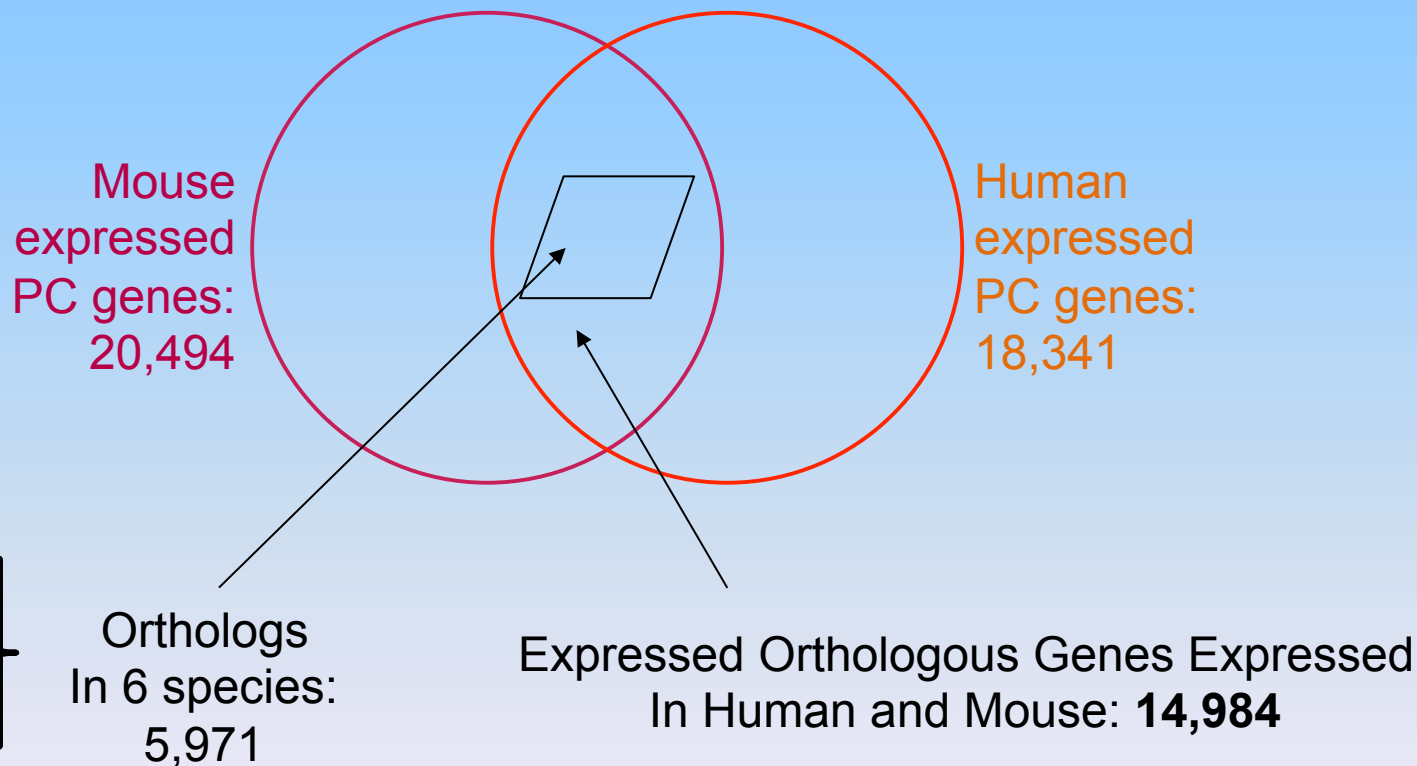 Mouse
expressed
PC genes:
20,494
Human
expressed
PC genes:
18,341
Orthologs
In 6 species:
5,971
Expressed Orthologous Genes Expressed
In Human and Mouse: 14,984